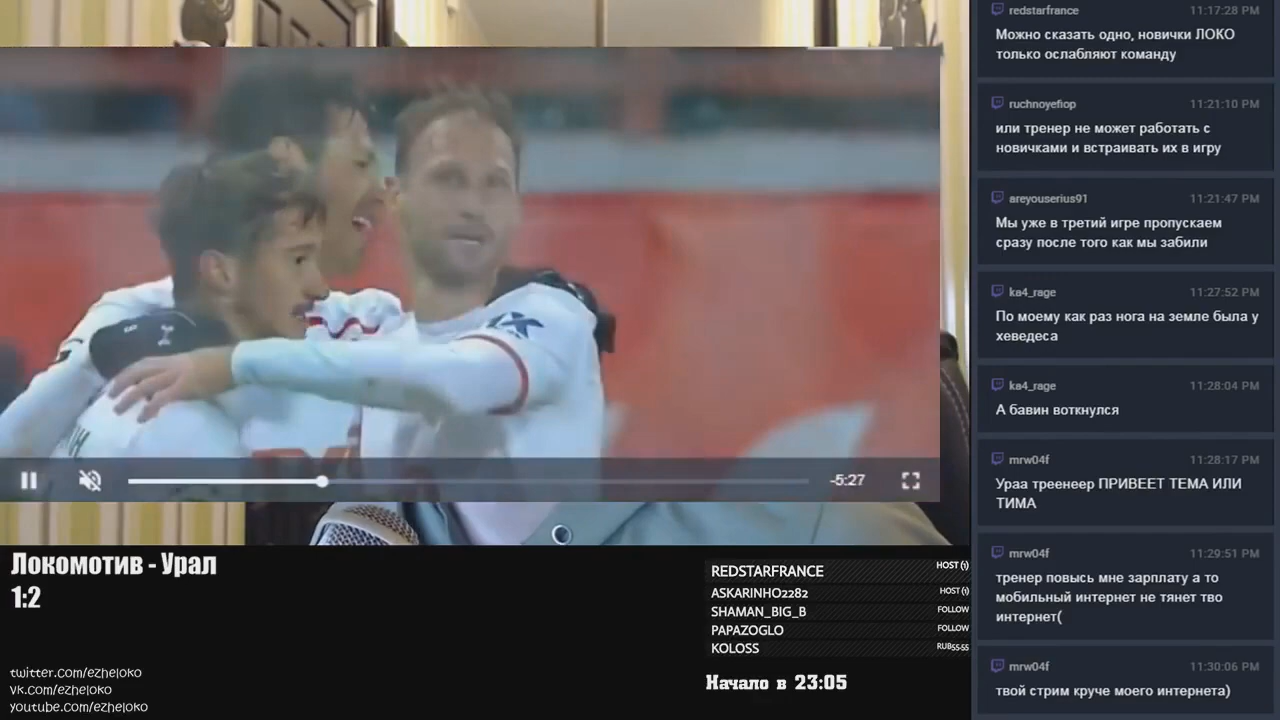 -5:27
Локомотив - Урал
1:2
twitter.com/ezheloko
vk.com/ezheloko
youtube.com/ezheloko
REDSTARFRANCE HOST (1)
ASKARINHO2282 HOST (1)
SHAMAN_BIG_B FOLLOW
PAPAZOGLO FOLLOW
KOLOSS RUB55.55
Начало в 23:05
redstarfrance 11:17:28 PM
Можно сказать одно, новички ЛОКО
только ослабляют команду
ruchnoyefiop 11:21:10 PM
или тренер не может работать с
новичками и встраивать их в игру
areyouserius91 11:21:47 PM
Мы уже в третий игре пропускаем
сразу после того как мы забили
ka4_rage 11:27:52 PM
По моему как раз нога на земле была у
хеведеса
ka4_rage 11:28:04 PM
А бавин воткнулся
mrw04f 11:28:17 PM
Ураа треенеер ПРИВЕЕТ ТЕМА ИЛИ
ТИМА
mrw04f 11:29:51 PM
тренер повысь мне зарплату а то
мобильный интернет не тянет тво
интернет(
mrw04f 11:30:06 PM
твой стрим круче моего интернета)